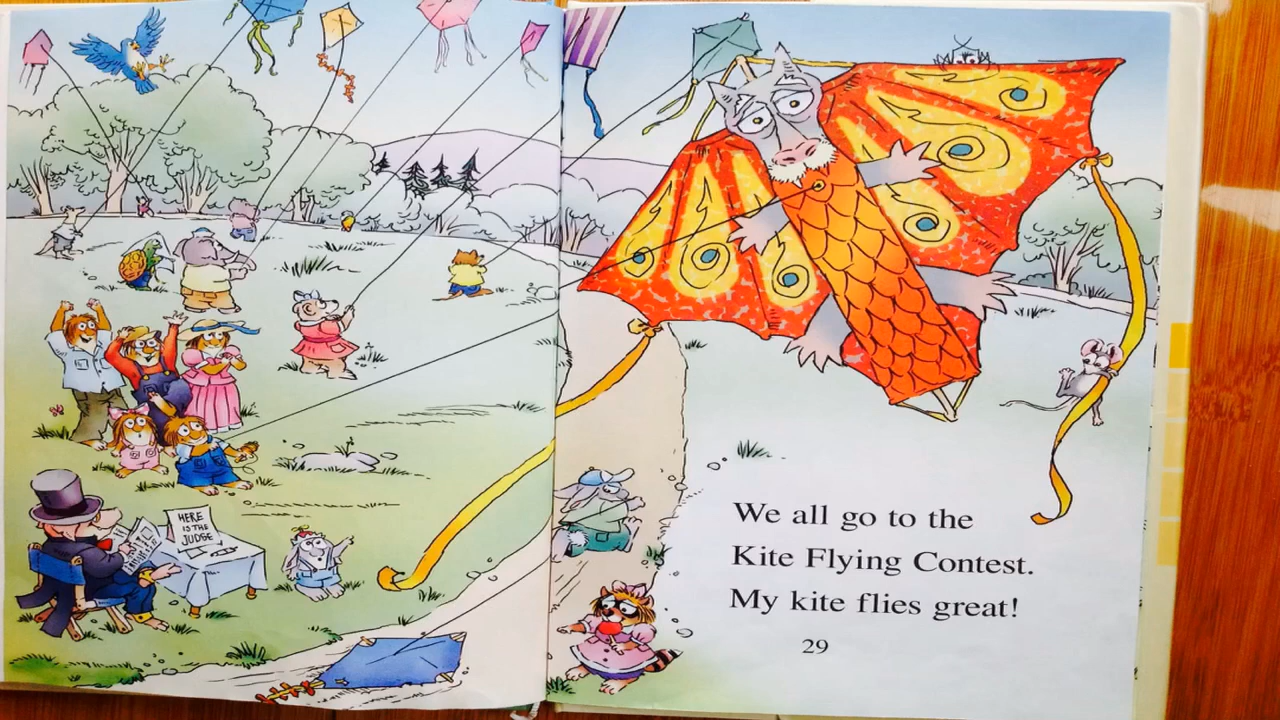 HERE
IS THE
JUDGE
We all go to the
Kite Flying Contest.
My kite flies great!
29